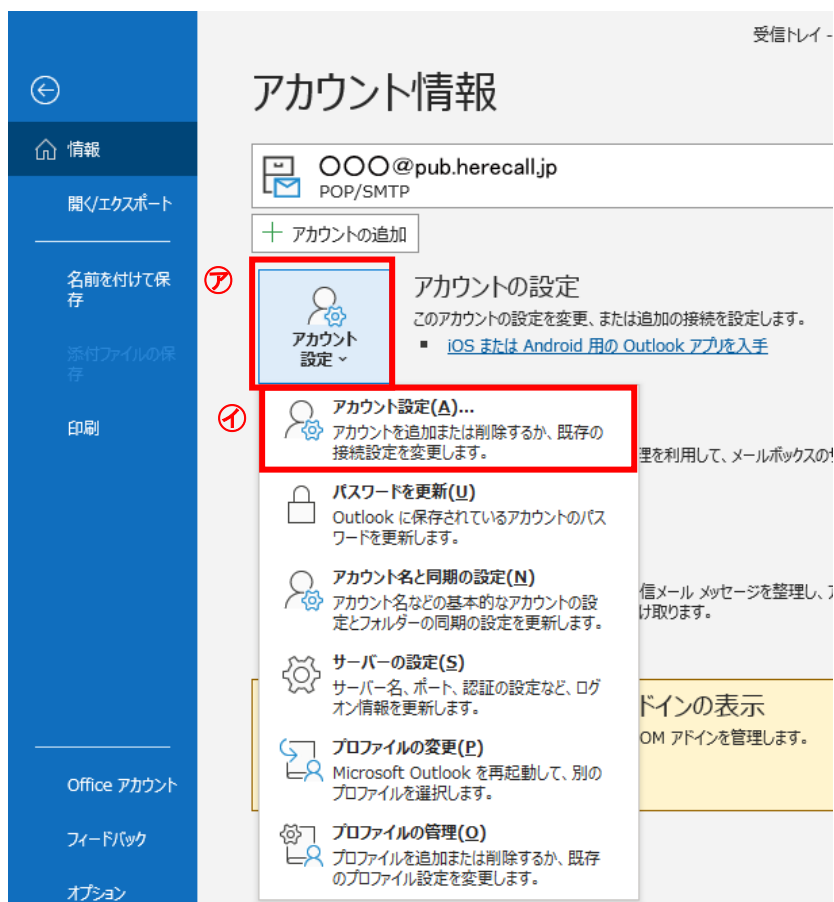 受信トレイ -
アカウント情報
情報
開く/エクスポート
名前を付けて保
存
添付ファイルの保
存
印刷
Office アカウント
フィードバック
オプション
〇〇〇@pub.herecall.jp
POP/SMTP
アカウントの追加
㋐
アカウント
設定
アカウントの設定
このアカウントの設定を変更、または追加の接続を設定します。
■ iOS または Android 用の Outlook アプリを入手
㋑
アカウント設定(A)...
アカウントを追加または削除するか、既存の
接続設定を変更します。
パスワードを更新(U)
Outlook に保存されているアカウントのパス
ワードを更新します。
アカウント名と同期の設定(N)
アカウント名などの基本的なアカウントの設
定とフォルダーの同期の設定を更新します。
サーバーの設定(S)
サーバー名、ポート、認証の設定など、ログ
オン情報を更新します。
プロファイルの変更(P)
Microsoft Outlook を再起動して、別の
プロファイルを選択します。
プロファイルの管理(O)
プロファイルを追加または削除するか、既存
のプロファイル設定を変更します。
理を利用して、メールボックスの
信メール メッセージを整理し、
け取ります。
ドインの表示
OM アドインを管理します。